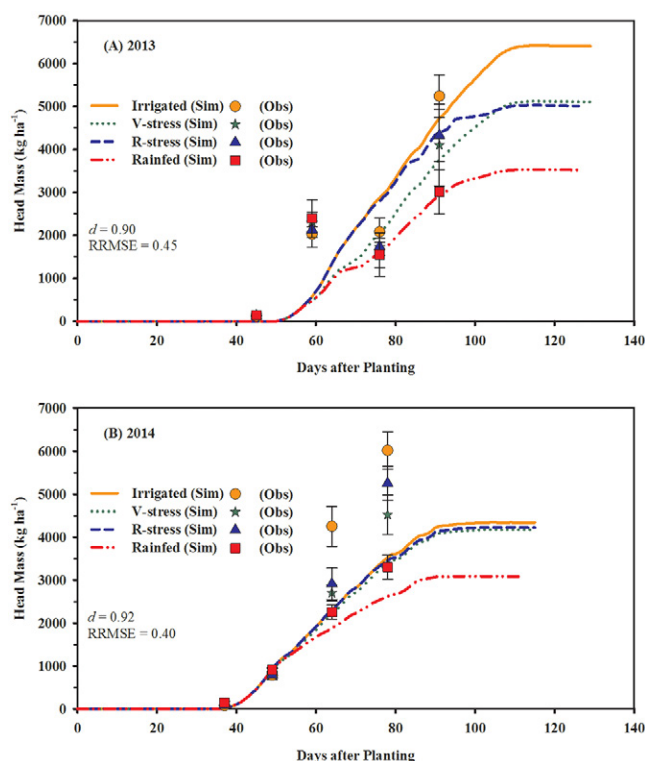 7000
(A) 2013
6000
Irrigated (Sim) (Obs)
5000
V-stress (Sim) (Obs)
R-stress (Sim) (Obs)
4000
Rainfed (Sim) (Obs)
Head Mass (kg ha⁻¹)
3000
d = 0.90
2000
RRMSE = 0.45
1000
0
0 20 40 60 80 100 120 140
Days after Planting
7000
(B) 2014
6000
Irrigated (Sim) (Obs)
5000
V-stress (Sim) (Obs)
R-stress (Sim) (Obs)
4000
Rainfed (Sim) (Obs)
Head Mass (kg ha⁻¹)
3000
d = 0.92
2000
RRMSE = 0.40
1000
0
0 20 40 60 80 100 120 140
Days after Planting